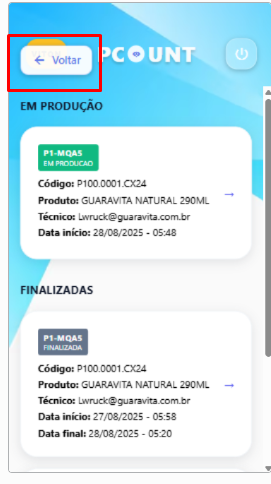 ← Voltar
PCOUNT
EM PRODUÇÃO
P1-MQA5
EM PRODUCAO
Código: P100.0001.CX24
Produto: GUARAVITA NATURAL 290ML →
Técnico: Lwruck@guaravita.com.br
Data início: 28/08/2025 - 05:48
FINALIZADAS
P1-MQA5
FINALIZADA
Código: P100.0001.CX24
Produto: GUARAVITA NATURAL 290ML →
Técnico: Lwruck@guaravita.com.br
Data início: 27/08/2025 - 05:58
Data final: 28/08/2025 - 05:20